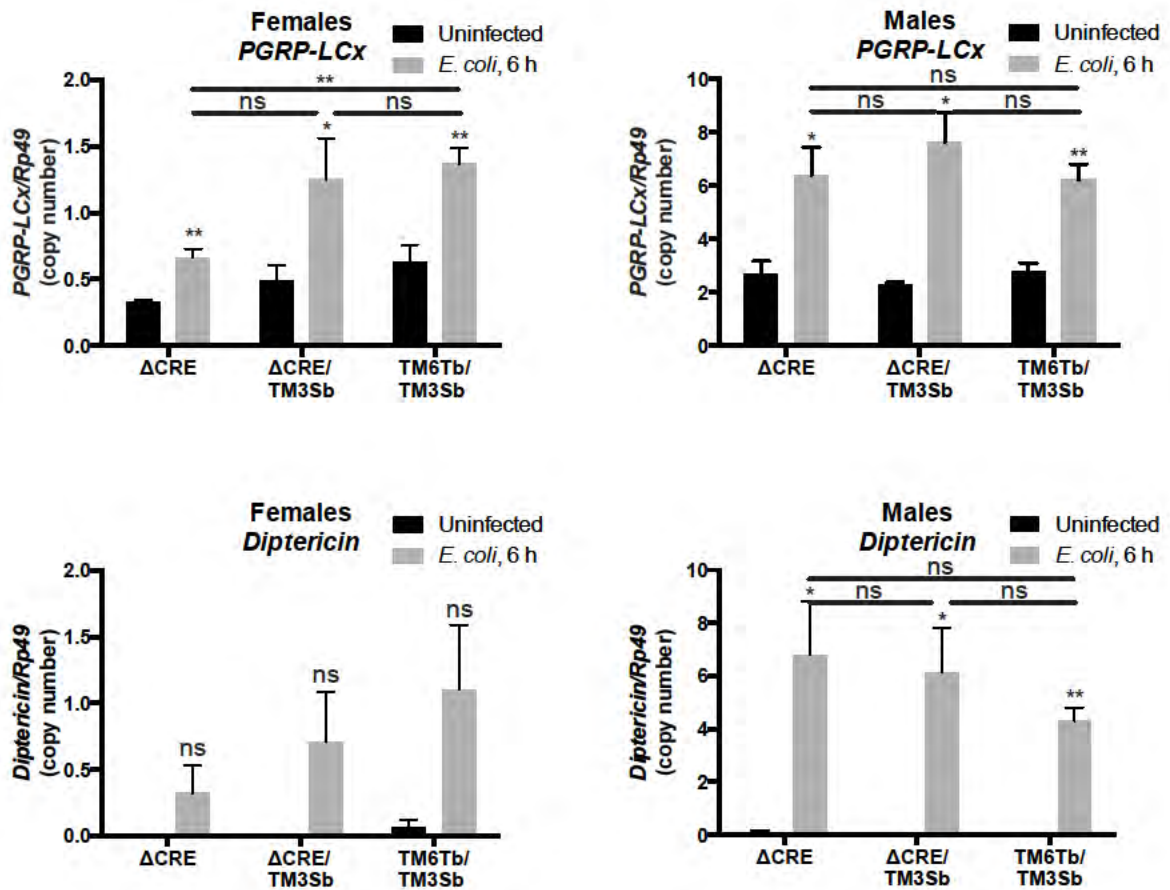 Females
PGRP-LCx
Uninfected
E. coli, 6 h
PGRP-LCx/Rp49
(copy number)
2.0
1.5
1.0
0.5
0.0
**
ns
ns
**
*
**
ΔCRE
ΔCRE/
TM3Sb
TM6Tb/
TM3Sb
Males
PGRP-LCx
Uninfected
E. coli, 6 h
PGRP-LCx/Rp49
(copy number)
10
8
6
4
2
0
ns
ns
ns
*
*
**
ΔCRE
ΔCRE/
TM3Sb
TM6Tb/
TM3Sb
Females
Diptericin
Uninfected
E. coli, 6 h
Diptericin/Rp49
(copy number)
2.0
1.5
1.0
0.5
0.0
ns
ns
ns
ΔCRE
ΔCRE/
TM3Sb
TM6Tb/
TM3Sb
Males
Diptericin
Uninfected
E. coli, 6 h
Diptericin/Rp49
(copy number)
10
8
6
4
2
0
ns
ns
ns
*
*
**
ΔCRE
ΔCRE/
TM3Sb
TM6Tb/
TM3Sb